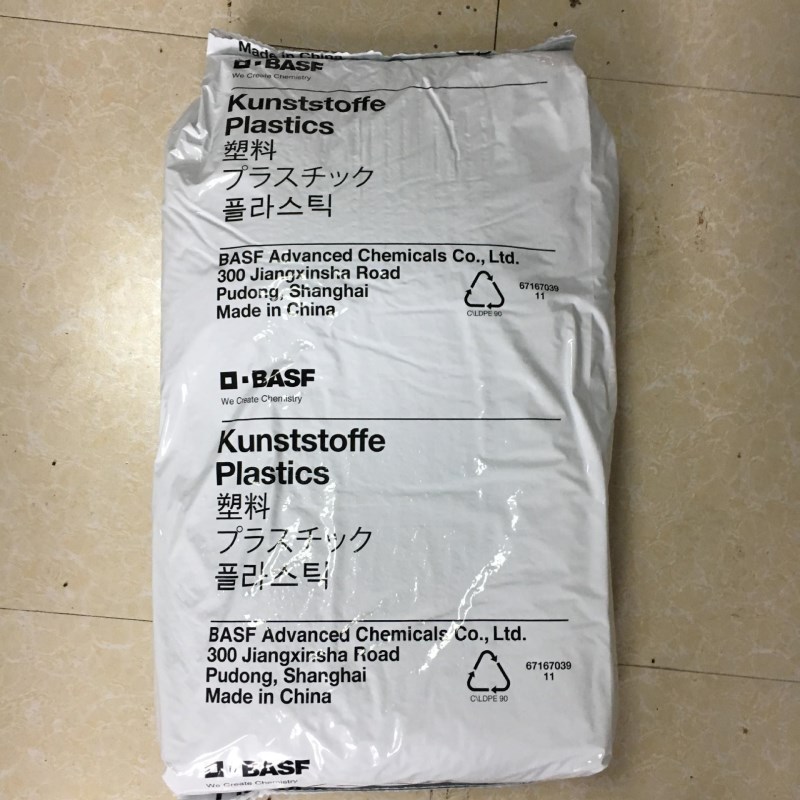 Made in China
BASF
We Create Chemistry
Kunststoffe
Plastics
塑料
プラスチック
플라스틱
BASF Advanced Chemicals Co., Ltd.
300 Jiangxinsha Road
Pudong, Shanghai
Made in China
67167039
11
C\LDPE 90
BASF
We Create Chemistry
Kunststoffe
Plastics
塑料
プラスチック
플라스틱
BASF Advanced Chemicals Co., Ltd.
300 Jiangxinsha Road
Pudong, Shanghai
Made in China
67167039
11
C\LDPE 90
BASF
We Create Chemistry